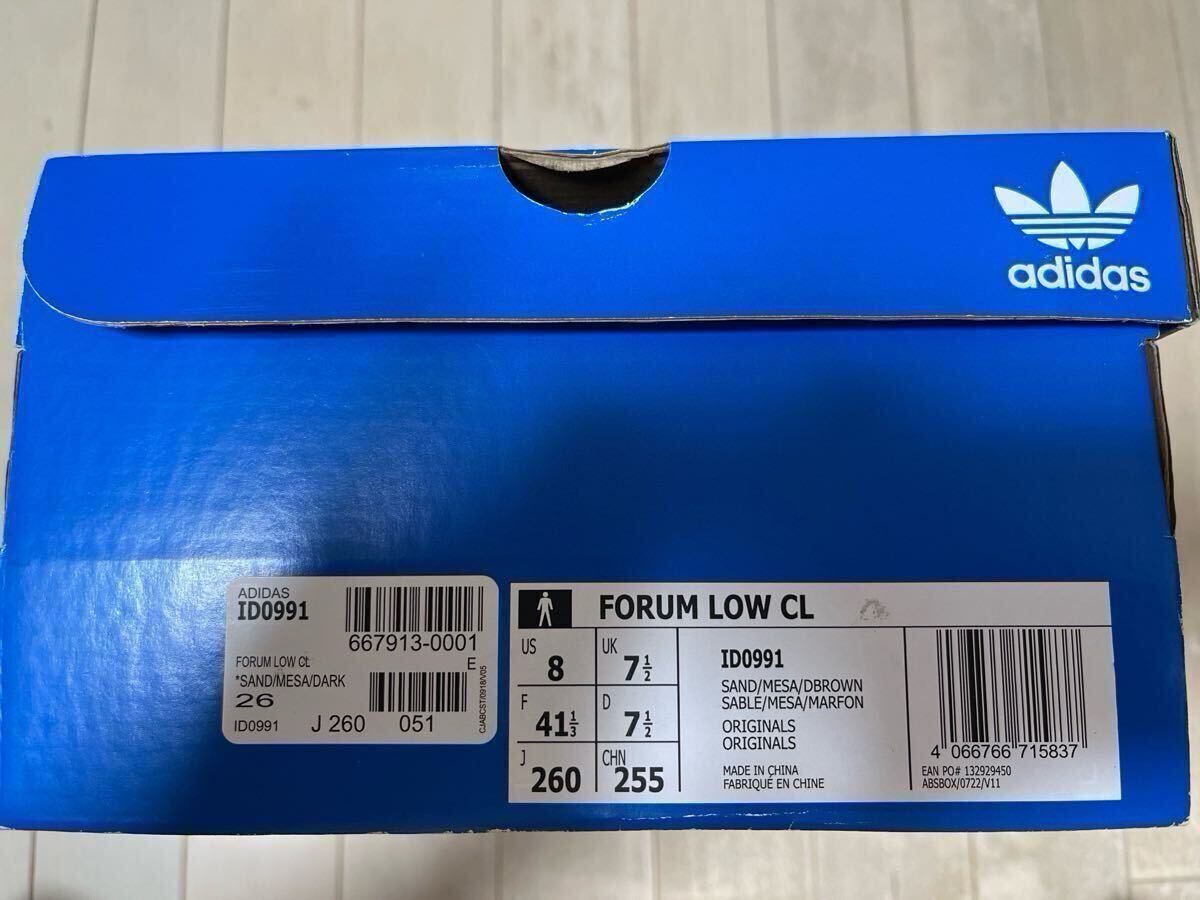 adidas
ADIDAS
ID0991
667913-0001
FORUM LOW CL E
*SAND/MESA/DARK
26
ID0991 J 260 051
CJABCST/0918/V05
FORUM LOW CL
US 8 UK 7½
F 41⅓ D 7½
J 260 CHN 255
ID0991
SAND/MESA/DBROWN
SABLE/MESA/MARFON
ORIGINALS
ORIGINALS
MADE IN CHINA
FABRIQUÉ EN CHINE
4 066766 715837
EAN PO# 132929450
ABSBOX/0722/V11